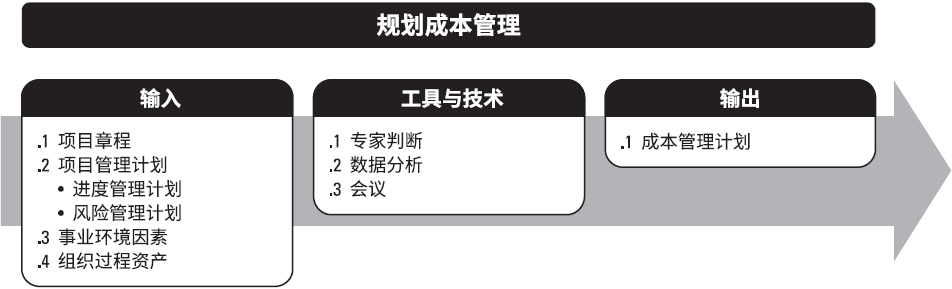 规划成本管理
输入
.1 项目章程
.2 项目管理计划
• 进度管理计划
• 风险管理计划
.3 事业环境因素
.4 组织过程资产
工具与技术
.1 专家判断
.2 数据分析
.3 会议
输出
.1 成本管理计划